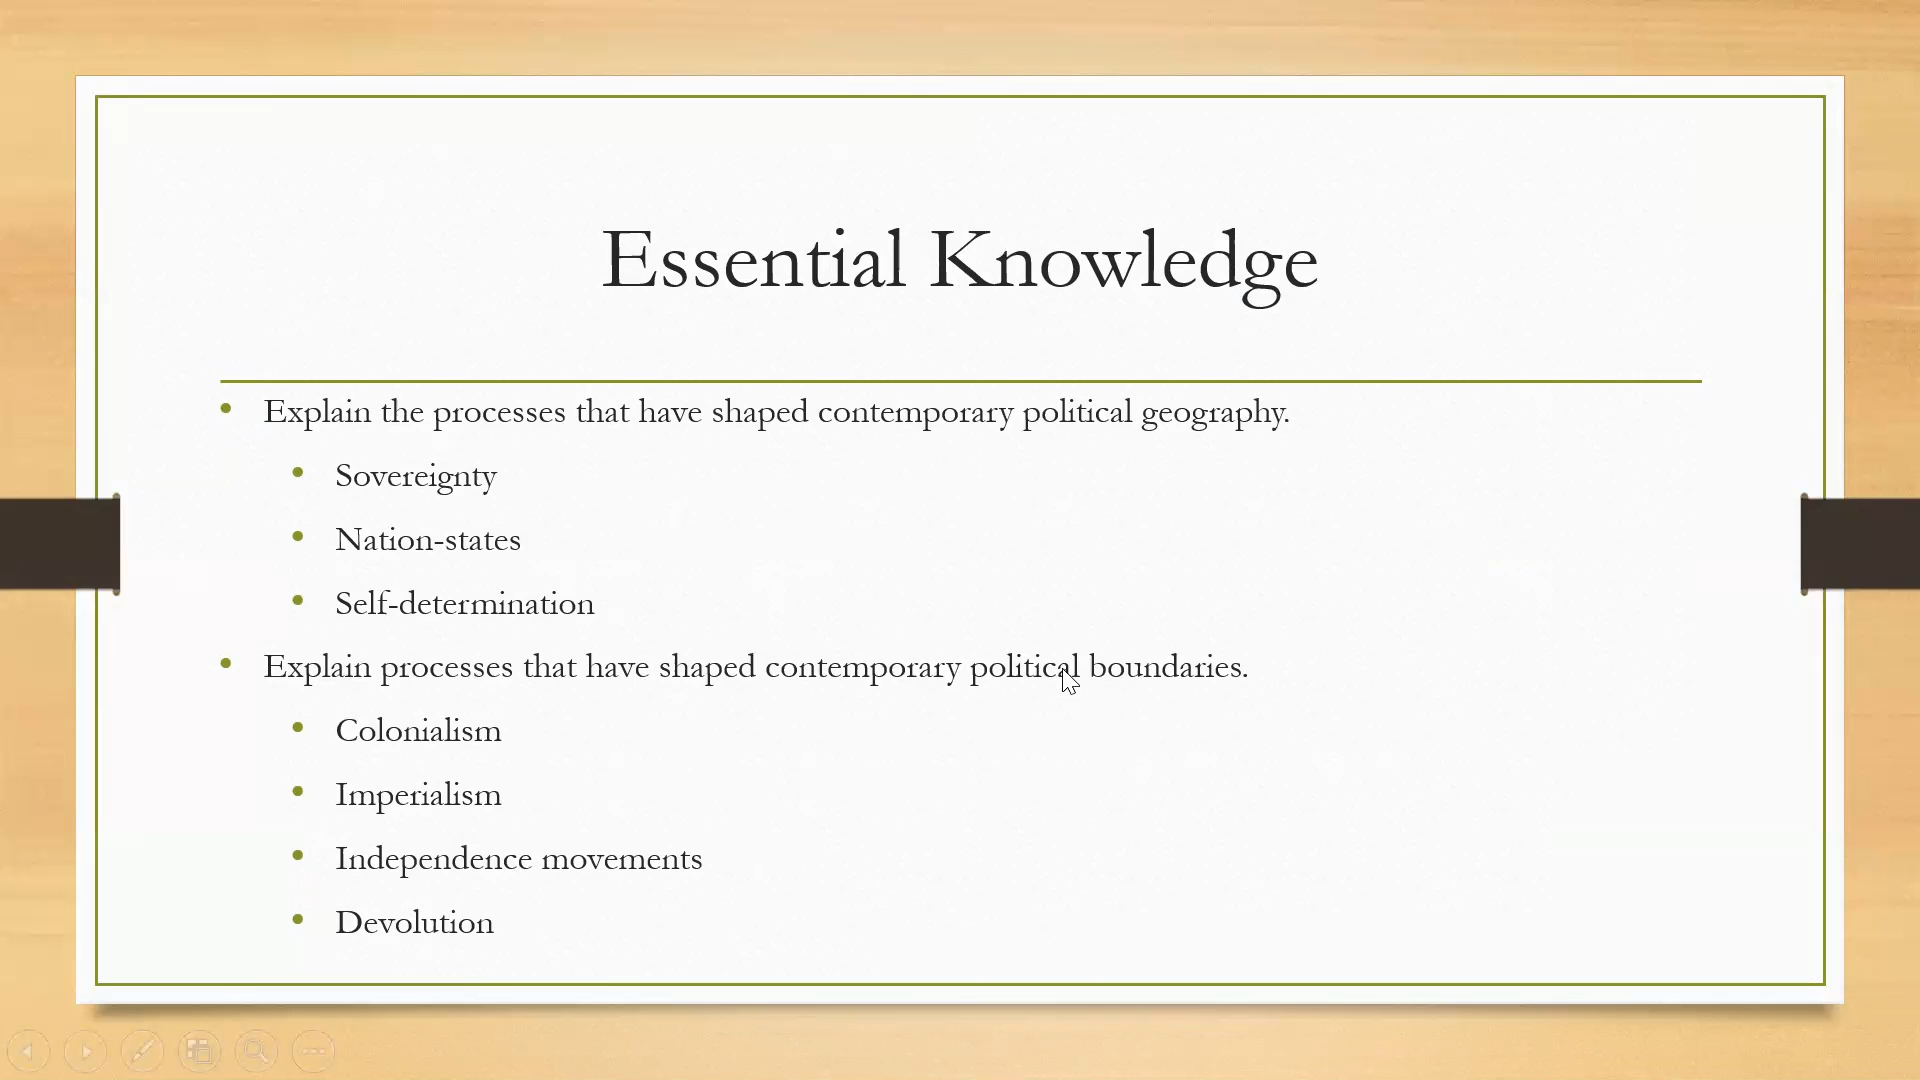 Essential Knowledge
• Explain the processes that have shaped contemporary political geography.
• Sovereignty
• Nation-states
• Self-determination
• Explain processes that have shaped contemporary political boundaries.
• Colonialism
• Imperialism
• Independence movements
• Devolution